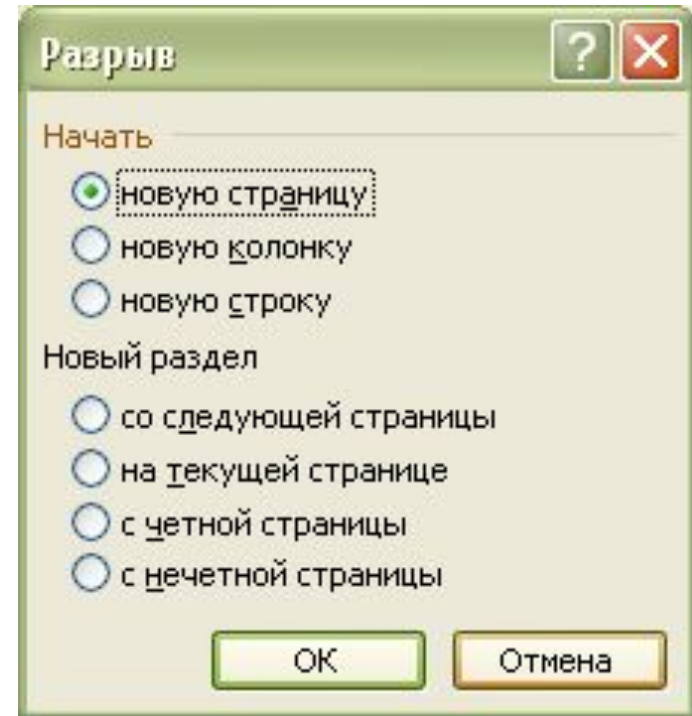 Разрыв
Начать
новую страницу
новую колонку
новую строку
Новый раздел
со следующей страницы
на текущей странице
с четной страницы
с нечетной страницы
ОК
Отмена